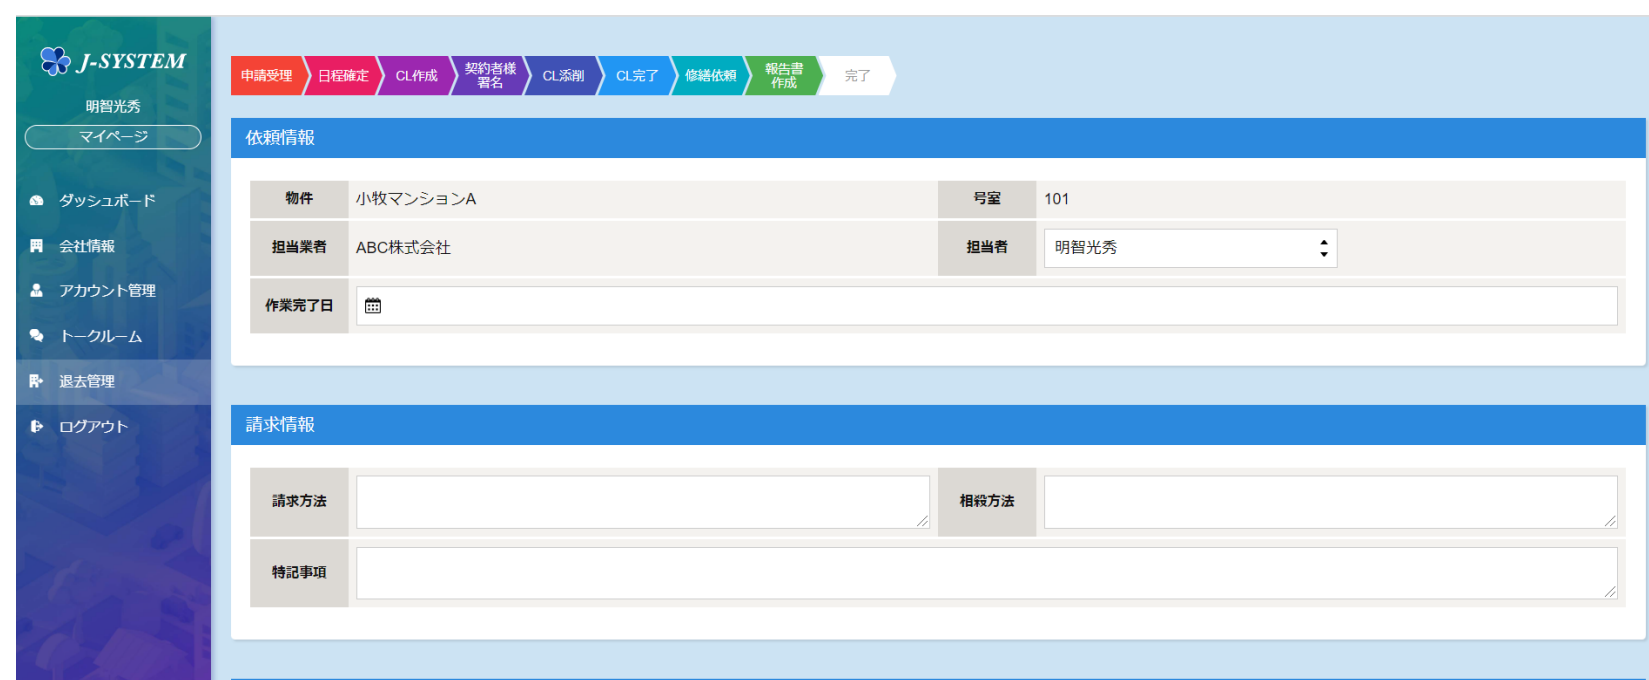 J-SYSTEM
明智光秀
マイページ
ダッシュボード
会社情報
アカウント管理
トークルーム
退去管理
ログアウト
申請受理
日程確定
CL作成
契約者様
署名
CL添削
CL完了
修繕依頼
報告書
作成
完了
依頼情報
物件 小牧マンションA 号室 101
担当業者 ABC株式会社 担当者 明智光秀
作業完了日
請求情報
請求方法 相殺方法
特記事項